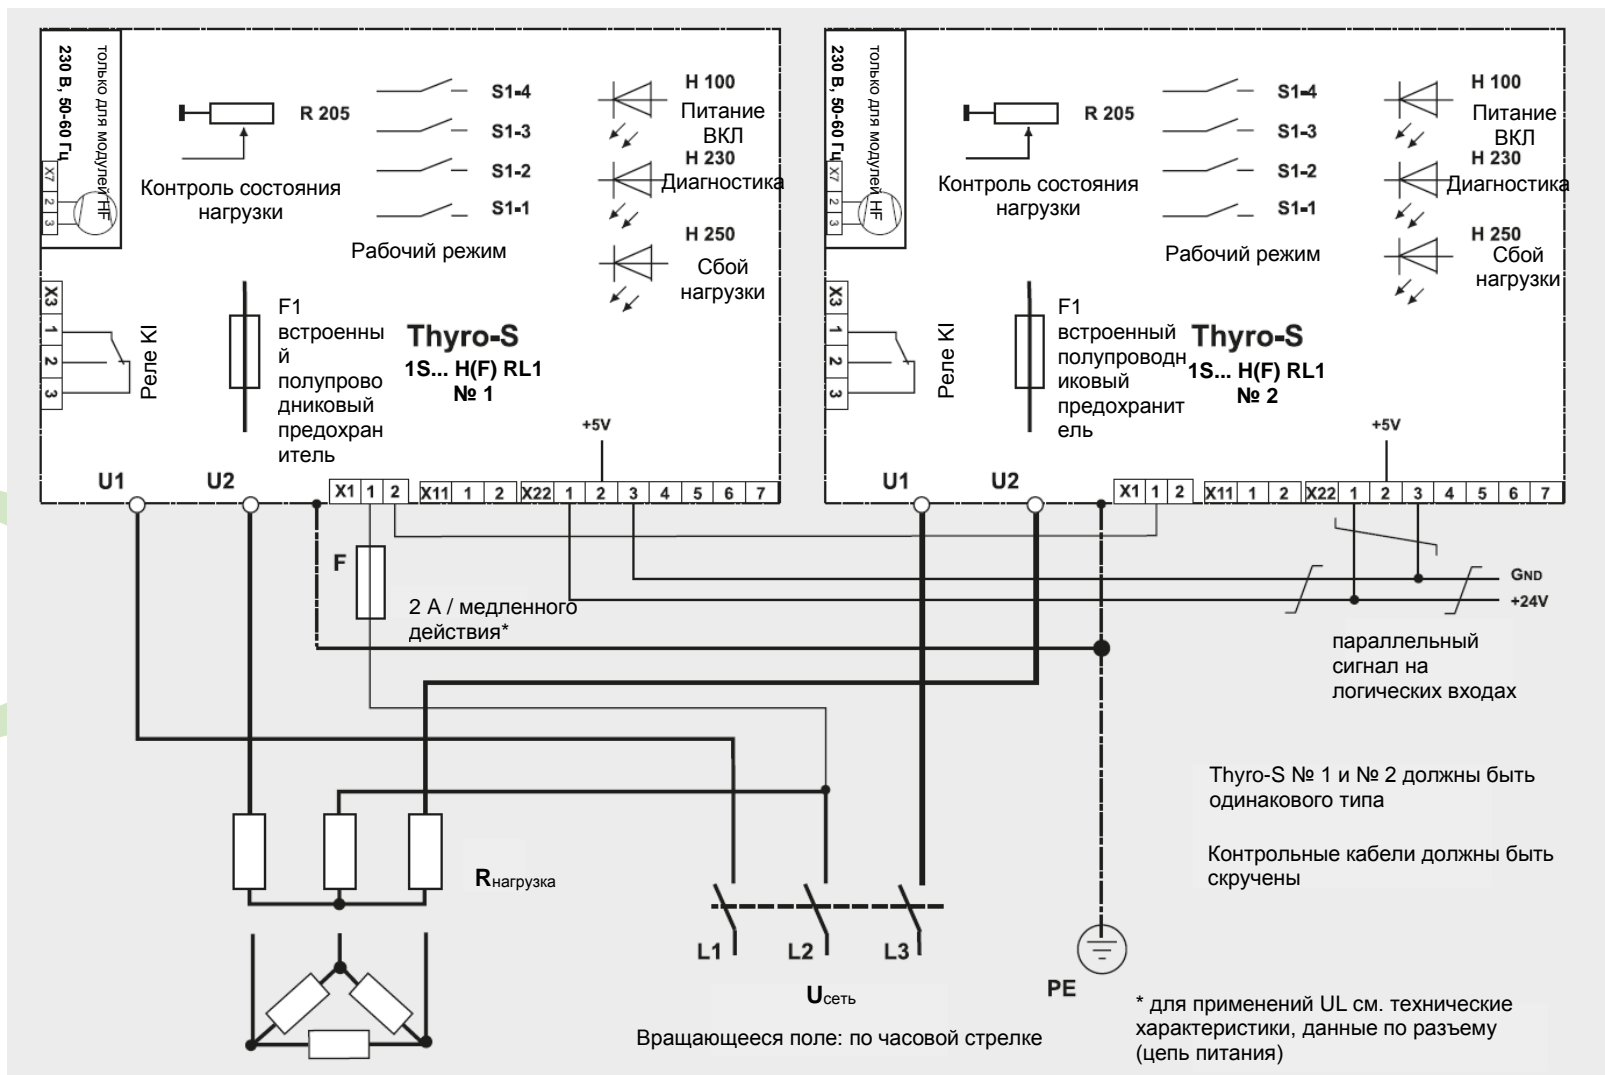 230 В, 50-60 Гц
только для модулей HF
X7
2
3
R 205
Контроль состояния
нагрузки
S1-4
S1-3
S1-2
S1-1
Рабочий режим
H 100
Питание
ВКЛ
H 230
Диагностика
H 250
Сбой
нагрузки
X3
1
2
3
Реле KI
F1
встроенны
й
полупрово
дниковый
предохран
итель
Thyro-S
1S... H(F) RL1
№ 1
+5V
U1
U2
X1 1 2
X11 1 2
X22 1 2 3 4 5 6 7
230 В, 50-60 Гц
только для модулей HF
X7
2
3
R 205
Контроль состояния
нагрузки
S1-4
S1-3
S1-2
S1-1
Рабочий режим
H 100
Питание
ВКЛ
H 230
Диагностика
H 250
Сбой
нагрузки
X3
1
2
3
Реле KI
F1
встроенный
полупроводн
иковый
предохранит
ель
Thyro-S
1S... H(F) RL1
№ 2
+5V
U1
U2
X1 1 2
X11 1 2
X22 1 2 3 4 5 6 7
F
2 А / медленного
действия*
GND
+24V
параллельный
сигнал на
логических входах
Thyro-S № 1 и № 2 должны быть
одинакового типа
Контрольные кабели должны быть
скручены
Rнагрузка
L1
L2
L3
Uсеть
Вращающееся поле: по часовой стрелке
PE
* для применений UL см. технические
характеристики, данные по разъему
(цепь питания)